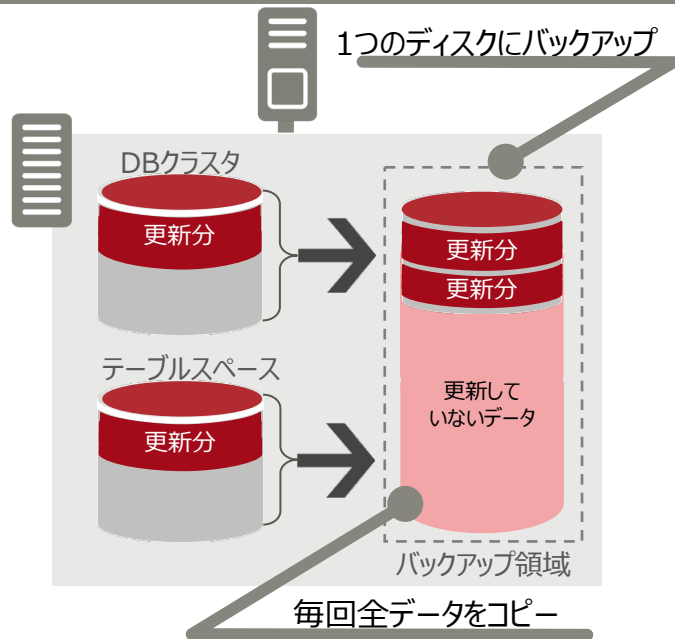 1つのディスクにバックアップ
DBクラスタ
更新分
更新分
更新分
テーブルスペース
更新分
更新して
いないデータ
バックアップ領域
毎回全データをコピー